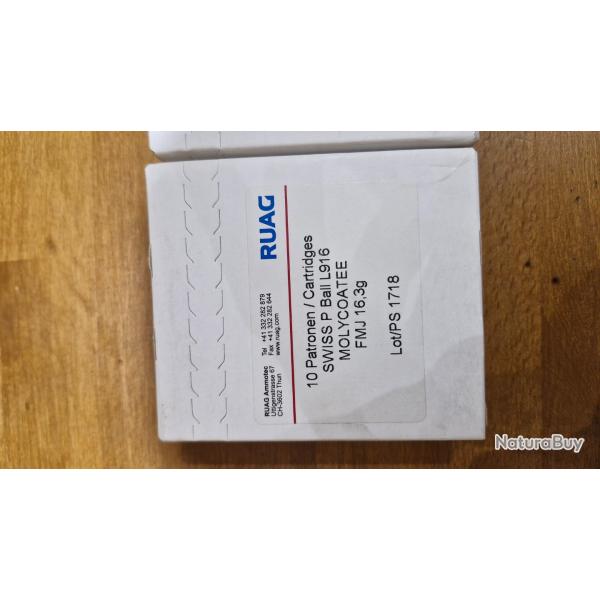 RUAG
RUAG Ammotec
Uttigenstrasse 67
CH-3602 Thun
Tel +41 332 282 879
Fax +41 332 282 644
www.ruag.com
10 Patronen / Cartridges
SWISS P Ball L916
MOLYCOATEE
FMJ 16,3g
Lot/PS 1718
NaturaBuy